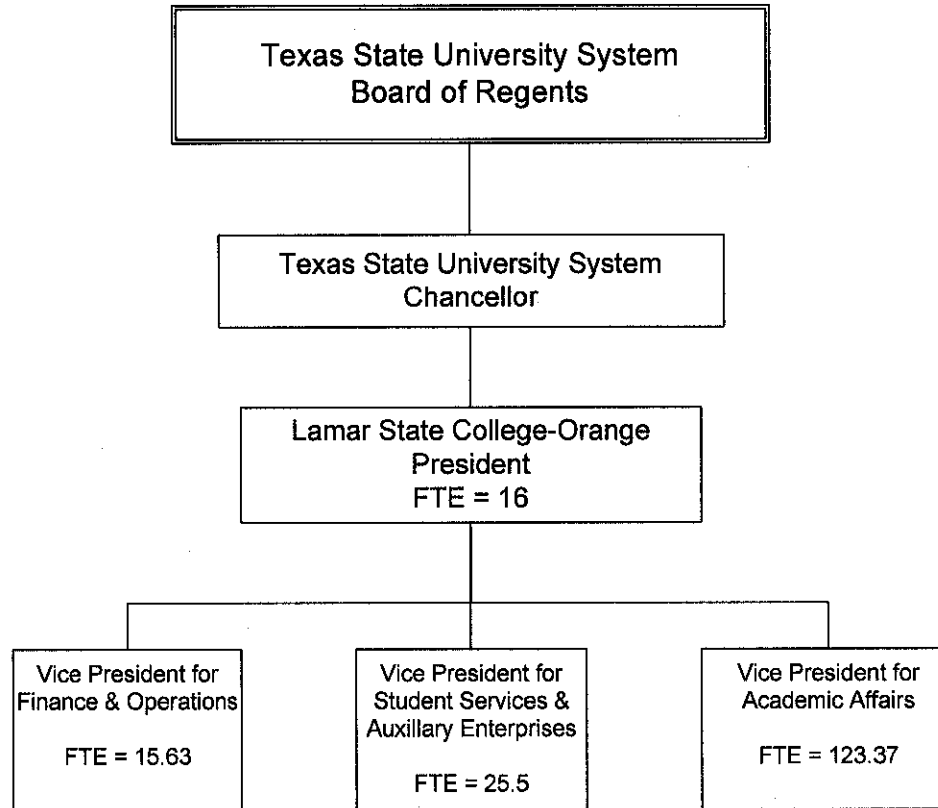 Texas State University System
Board of Regents
Texas State University System
Chancellor
Lamar State College-Orange
President
FTE = 16
Vice President for
Finance & Operations
FTE = 15.63
Vice President for
Student Services &
Auxillary Enterprises
FTE = 25.5
Vice President for
Academic Affairs
FTE = 123.37